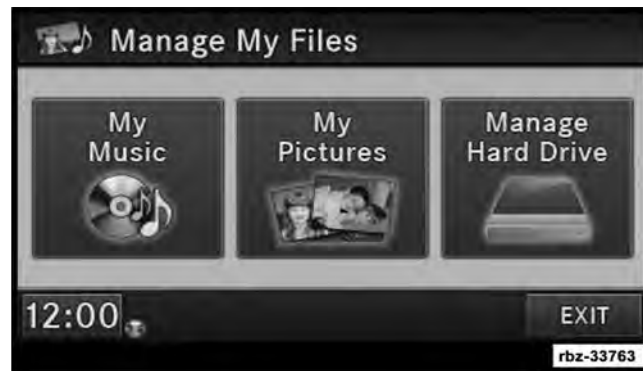 Manage My Files
My
Music
My
Pictures
Manage
Hard Drive
12:00
EXIT
rbz-33763